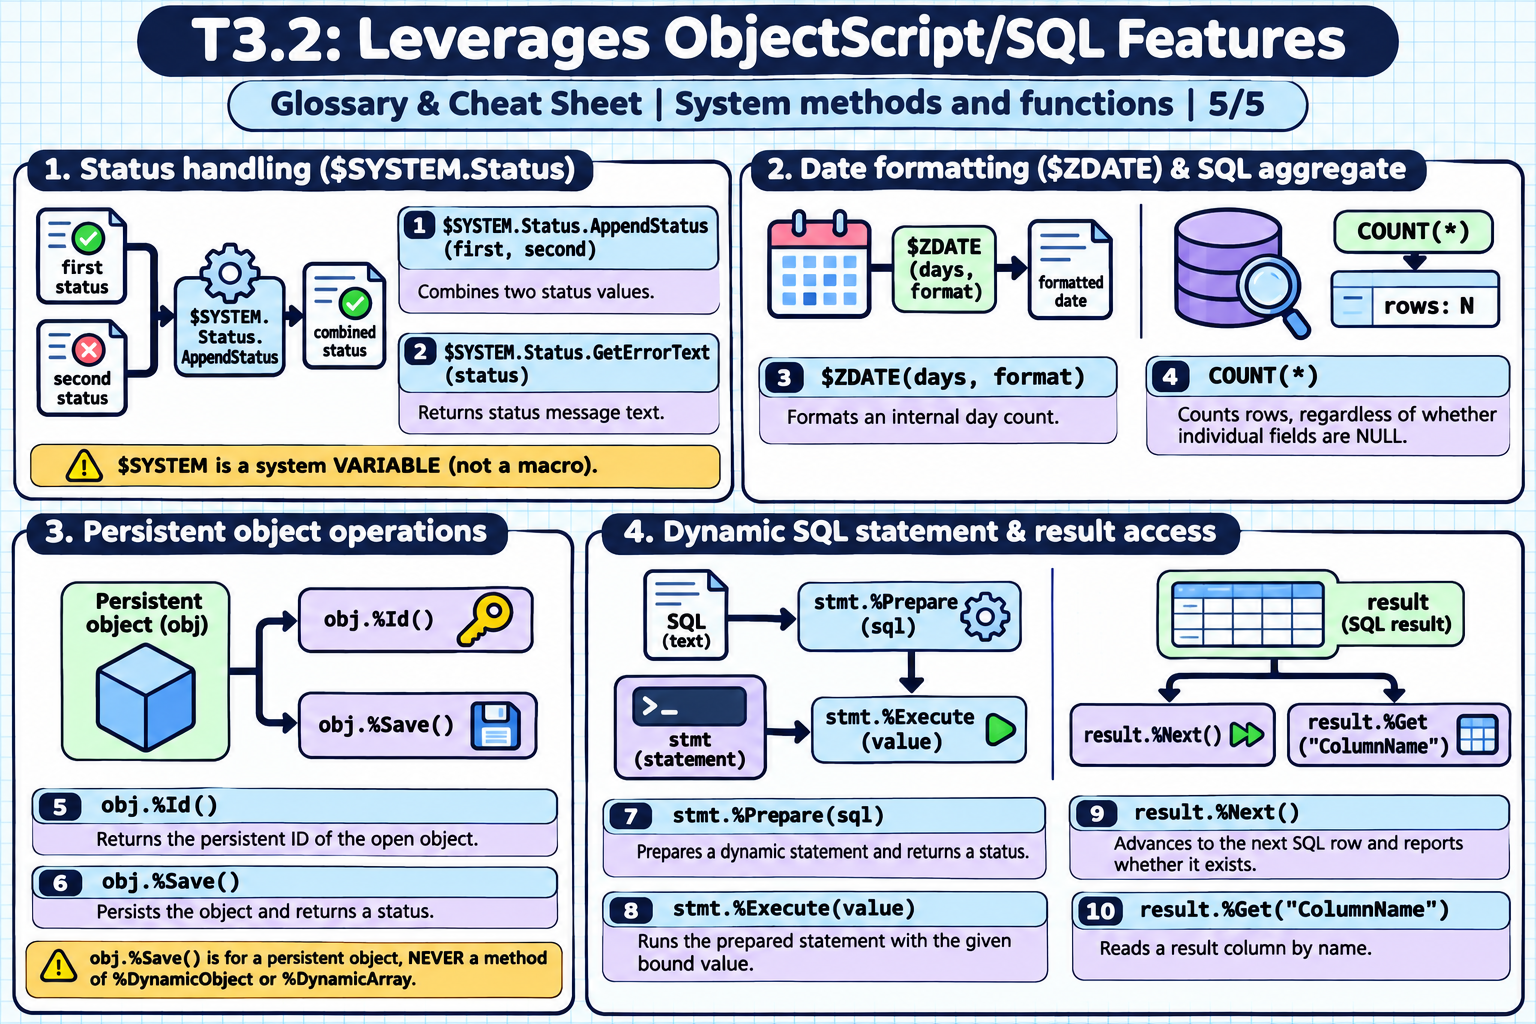 T3.2: Leverages ObjectScript/SQL Features
Glossary & Cheat Sheet | System methods and functions | 5/5
1. Status handling ($SYSTEM.Status)
first
status
second
status
$SYSTEM.
Status.
AppendStatus
combined
status
1 $SYSTEM.Status.AppendStatus
(first, second)
Combines two status values.
2 $SYSTEM.Status.GetErrorText
(status)
Returns status message text.
$SYSTEM is a system VARIABLE (not a macro).
2. Date formatting ($ZDATE) & SQL aggregate
$ZDATE
(days,
format)
formatted
date
COUNT(*)
rows: N
3 $ZDATE(days, format)
Formats an internal day count.
4 COUNT(*)
Counts rows, regardless of whether
individual fields are NULL.
3. Persistent object operations
Persistent
object (obj)
obj.%Id()
obj.%Save()
5 obj.%Id()
Returns the persistent ID of the open object.
6 obj.%Save()
Persists the object and returns a status.
obj.%Save() is for a persistent object, NEVER a method
of %DynamicObject or %DynamicArray.
4. Dynamic SQL statement & result access
SQL
(text)
stmt.%Prepare
(sql)
>_
stmt
(statement)
stmt.%Execute
(value)
result
(SQL result)
result.%Next()
result.%Get
("ColumnName")
7 stmt.%Prepare(sql)
Prepares a dynamic statement and returns a status.
8 stmt.%Execute(value)
Runs the prepared statement with the given
bound value.
9 result.%Next()
Advances to the next SQL row and reports
whether it exists.
10 result.%Get("ColumnName")
Reads a result column by name.